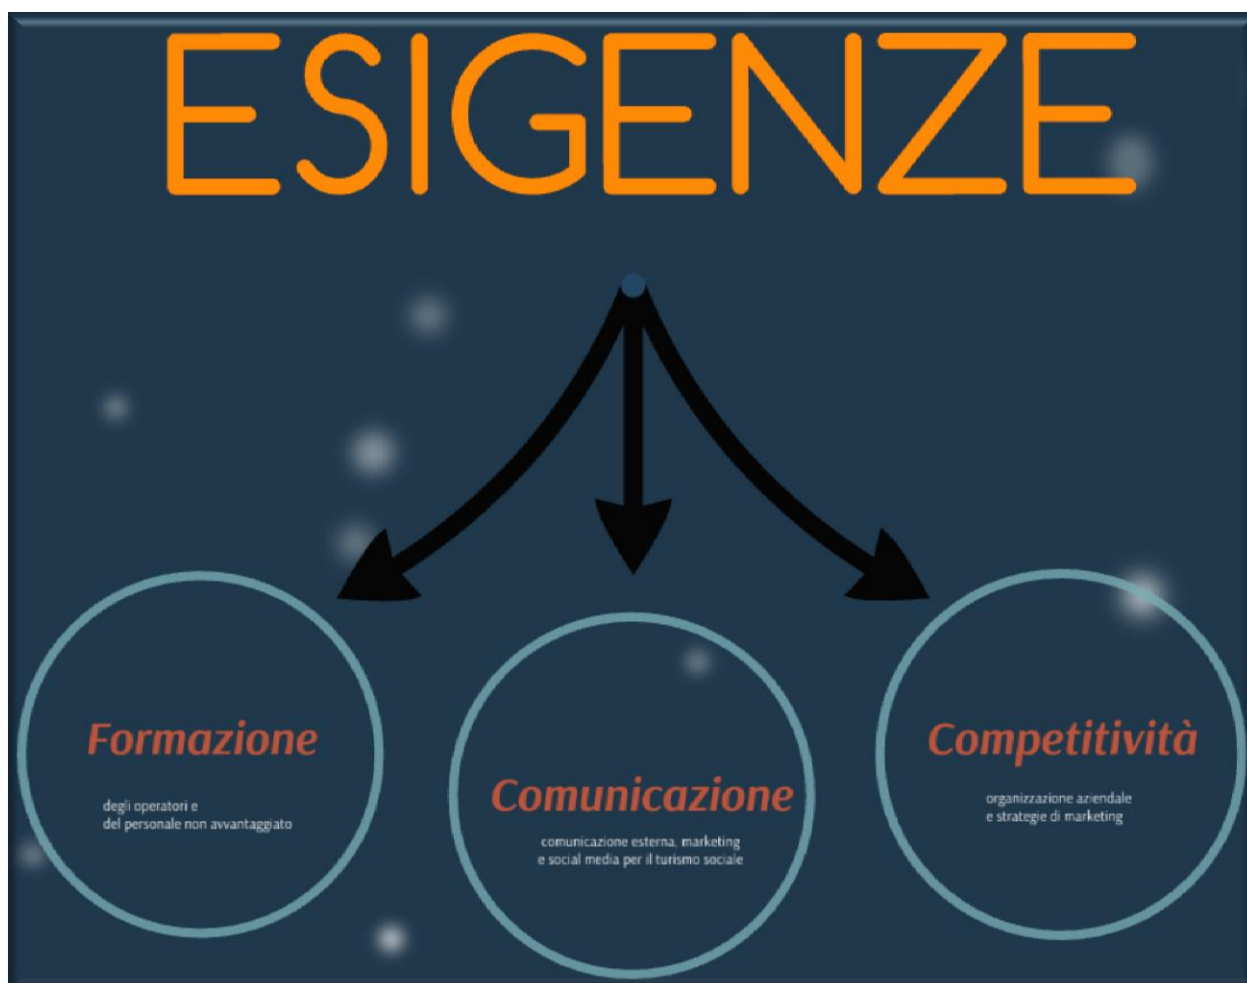 ESIGENZE
Formazione
degli operatori e
del personale non avvantaggiato
Comunicazione
comunicazione esterna, marketing
e social media per il turismo sociale
Competitività
organizzazione aziendale
e strategie di marketing